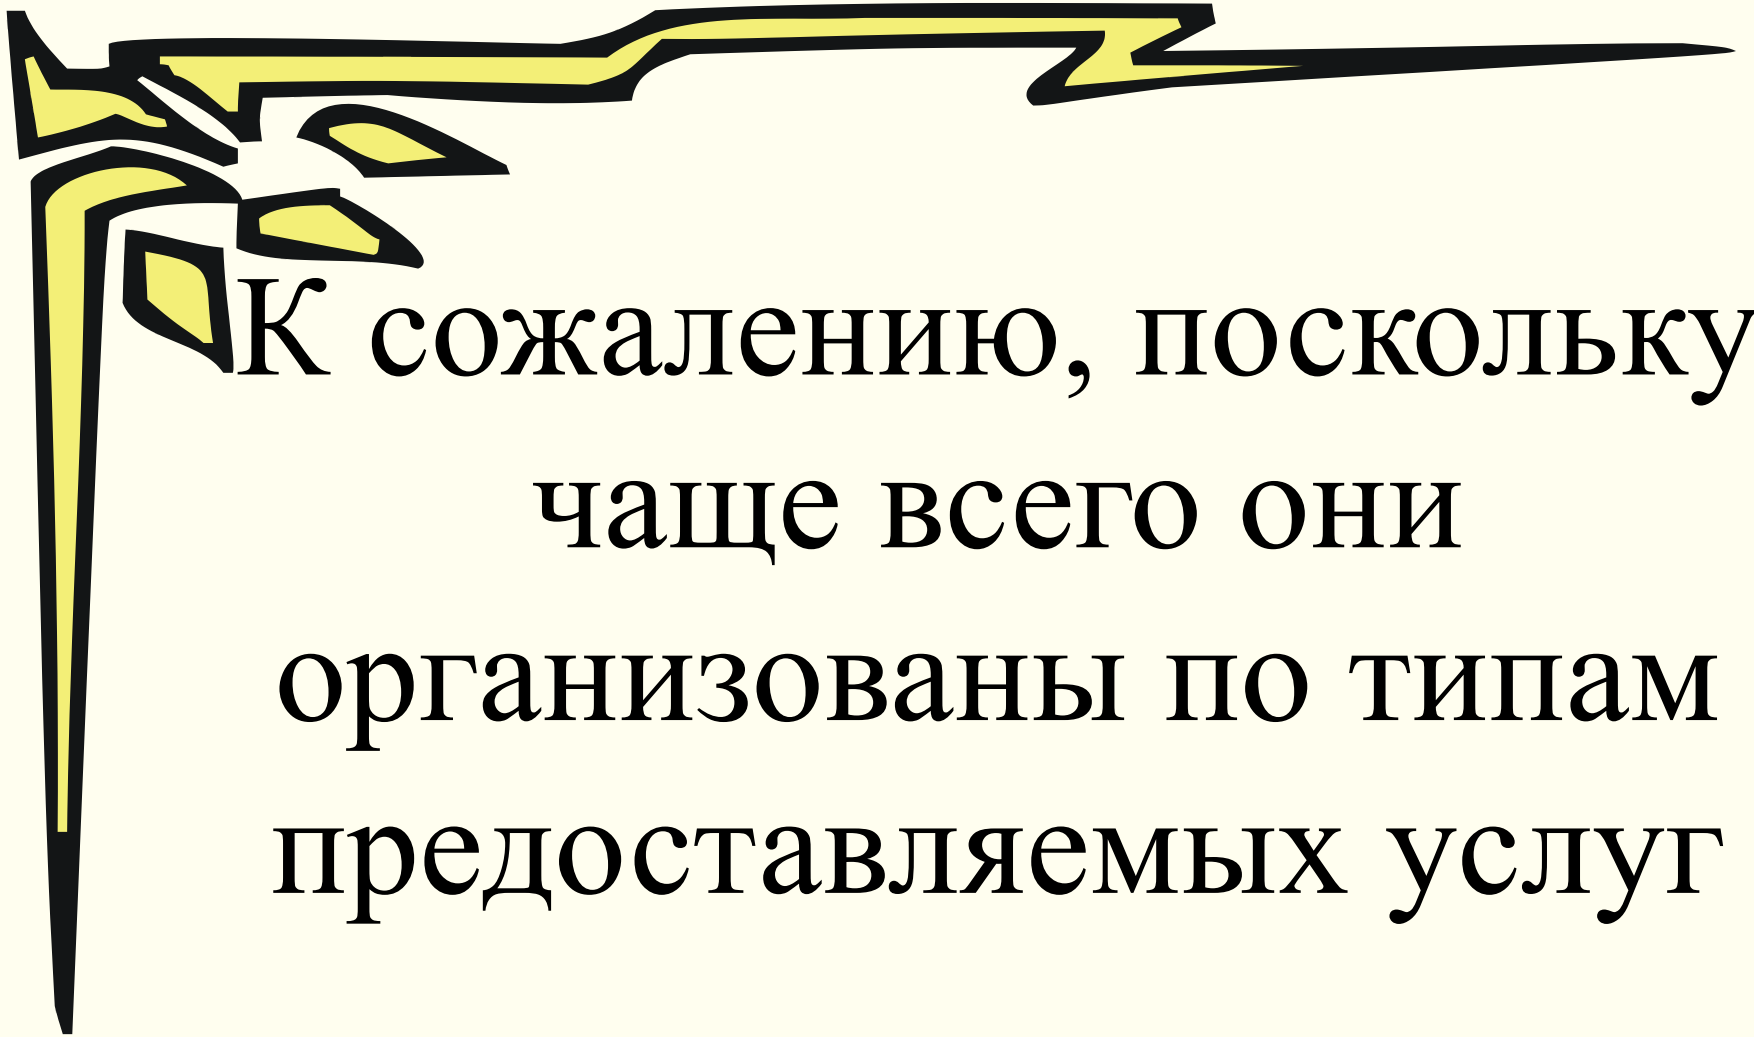 К сожалению, поскольку
чаще всего они
организованы по типам
предоставляемых услуг